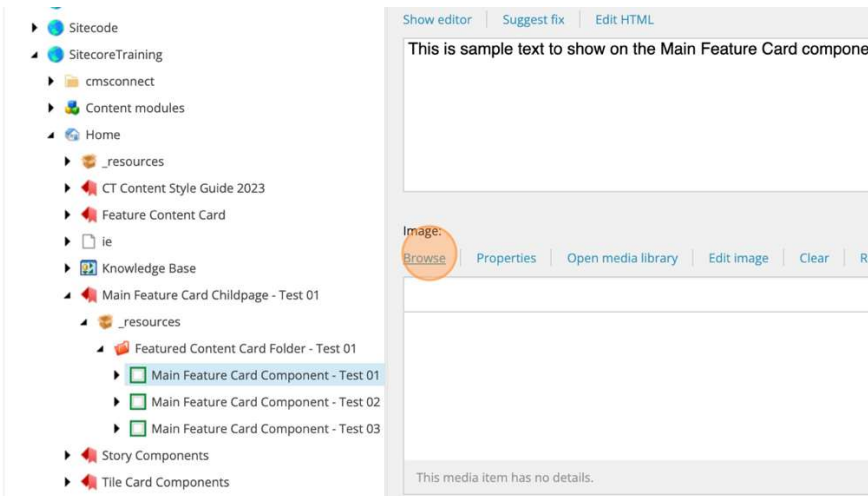 Sitecode
SitecoreTraining
cmsconnect
Content modules
Home
_resources
CT Content Style Guide 2023
Feature Content Card
ie
Knowledge Base
Main Feature Card Childpage - Test 01
_resources
Featured Content Card Folder - Test 01
Main Feature Card Component - Test 01
Main Feature Card Component - Test 02
Main Feature Card Component - Test 03
Story Components
Tile Card Components
Show editor Suggest fix Edit HTML
This is sample text to show on the Main Feature Card compone
Image:
Browse Properties Open media library Edit image Clear R
This media item has no details.